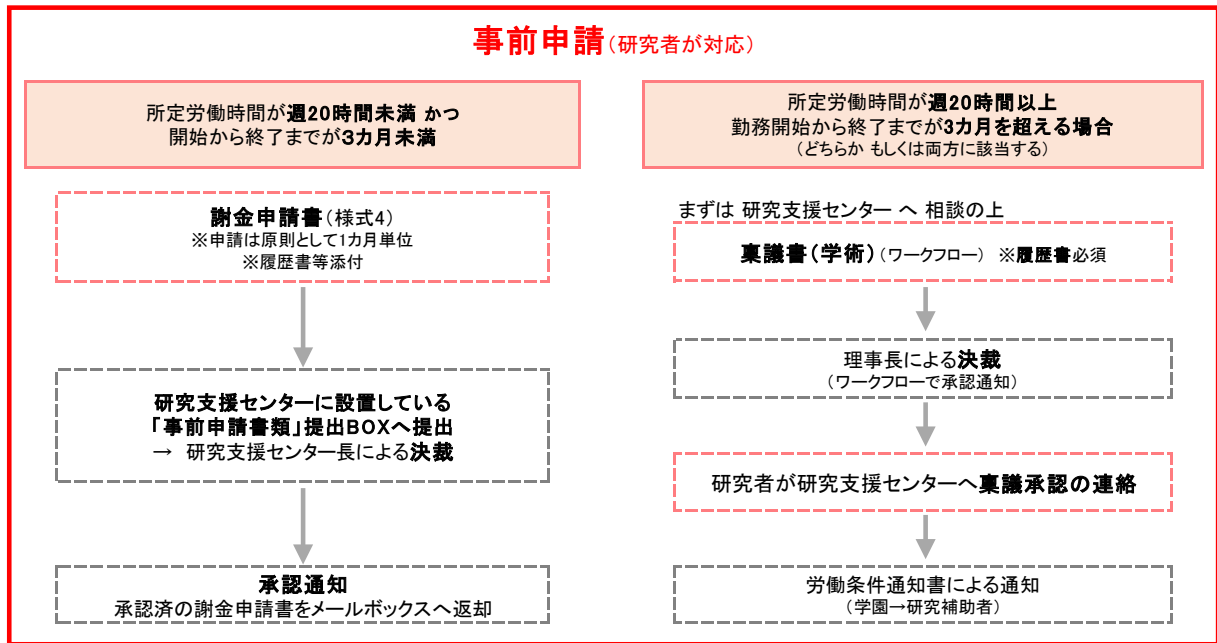 事前申請（研究者が対応）
所定労働時間が週20時間未満 かつ
開始から終了までが３カ月未満
謝金申請書（様式4）
※申請は原則として1カ月単位
※履歴書等添付
研究支援センターに設置している
「事前申請書類」提出BOXへ提出
→ 研究支援センター長による決裁
承認通知
承認済の謝金申請書をメールボックスへ返却
所定労働時間が週20時間以上
勤務開始から終了までが3カ月を超える場合
（どちらか もしくは両方に該当する）
まずは 研究支援センター へ 相談の上
稟議書（学術）（ワークフロー） ※履歴書必須
理事長による決裁
（ワークフローで承認通知）
研究者が研究支援センターへ稟議承認の連絡
労働条件通知書による通知
（学園→研究補助者）